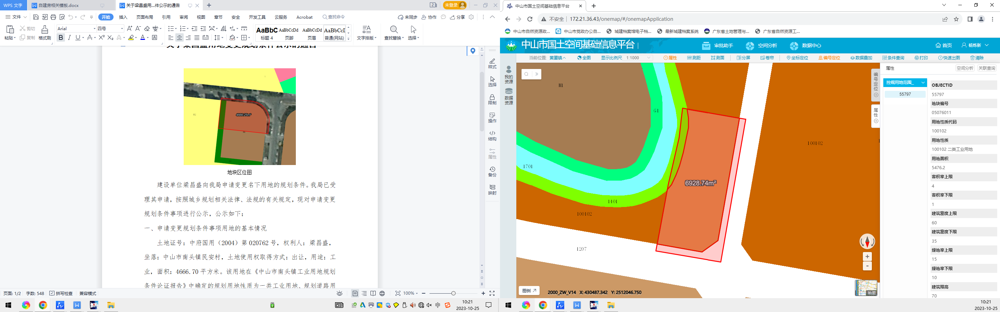 WPS 文字
自建房相关模板.docx
关于梁昌盛用...件公示的通告
未登录
文件
开始
插入
页面布局
引用
审阅
视图
章节
安全
开发工具
云服务
Acrobat
查找命令
未同步
协作
分享
粘贴
剪切
复制
格式刷
Arial
四号
AaBbC
标题 4
AaBbCcDd
页脚
AaBbCcDd
页眉
AaBbCcD
普通(网站)
文字排版
查找替换
选择
关于梁昌盛用地变更规划条件公示的通告
4666.25m²
地块区位图
建设单位梁昌盛向我局申请变更名下用地的规划条件。我局已受
理其申请，按照城乡规划相关法律、法规的有关规定，现对申请变更
规划条件事项进行公示，公示如下：
一、申请变更规划条件事项用地的基本情况
土地证号：中府国用（2004）第 020762 号，权利人：梁昌盛，
坐落：中山市南头镇民安村，土地使用权取得方式：出让，用途：工
业，面积：4666.70 平方米。该用地在《中山市南头镇工业用地规划
条件论证报告》中确定的规划用地性质为一类工业用地、规划道路用
样式
选择
限制
操作
结构
属性
备份
映射
页面: 1/2
字数: 548
拼写检查
兼容模式
100%
10:21
2023-10-25
中山市国土空间基础信息平台
不安全
172.21.36.43/onemap/#/onemapApplication
中山市自然资源政...
中山市党政办公自...
城建档案馆电子档...
最新城建档案系统
广东省土地管理与...
广东省自然资源工...
中山市国土空间基础信息平台
审批助手
空间分析
数据中心
首页
杨炼新
当前位置: 黄圃镇
全图
显示比例尺
1:1000
属性
测距
测面
分屏
卷帘
坐标定位
编号定位
数据叠加
条件查询
打印
快速出图
清除
我的资源
数据资源
M1
G1
1701
1401
100102
1207
100102
6928.74m²
编号定位
属性
图例
2000_ZW_V14 X: 430487.342 Y: 2512046.750
地图
属性
空间分析
关联查询
控规用地范围_
55797
OBJECTID
55797
地块编号
05076011
用地性质代码
100102
用地性质
100102 二类工业用地
用地面积
5476.2
容积率上限
4
容积率下限
1
建筑密度上限
60
建筑密度下限
35
绿地率上限
15
绿地率下限
10
建筑限高
70
10:21
2023-10-25